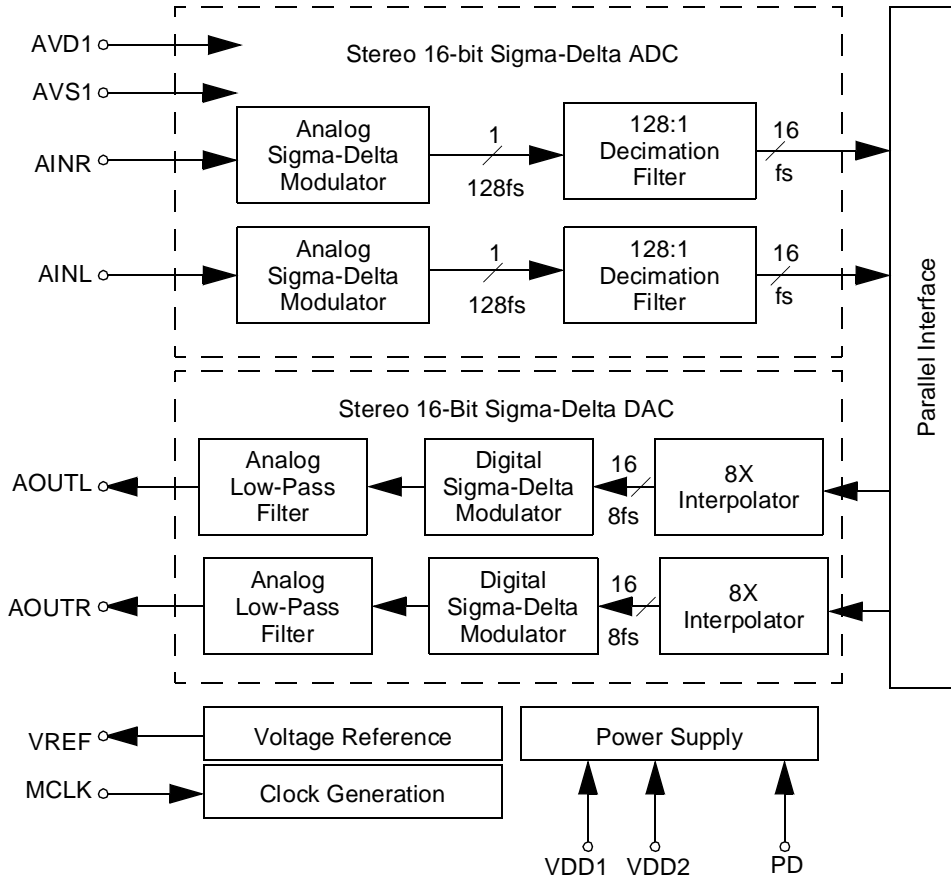 AVD1
Stereo 16-bit Sigma-Delta ADC
AVS1
AINR
Analog
Sigma-Delta
Modulator
1
128fs
128:1
Decimation
Filter
16
fs
AINL
Analog
Sigma-Delta
Modulator
1
128fs
128:1
Decimation
Filter
16
fs
Parallel Interface
Stereo 16-Bit Sigma-Delta DAC
AOUTL
Analog
Low-Pass
Filter
Digital
Sigma-Delta
Modulator
16
8fs
8X
Interpolator
AOUTR
Analog
Low-Pass
Filter
Digital
Sigma-Delta
Modulator
16
8fs
8X
Interpolator
VREF
Voltage Reference
Power Supply
MCLK
Clock Generation
VDD1
VDD2
PD